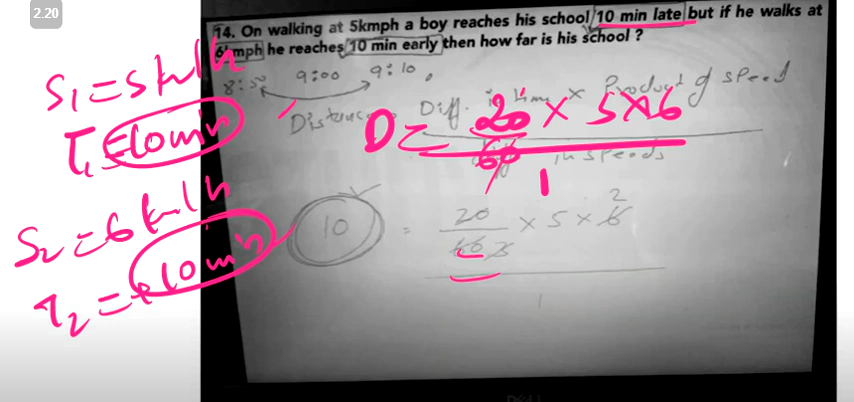 2.20
14. On walking at 5kmph a boy reaches his school 10 min late but if he walks at
6kmph he reaches 10 min early then how far is his school ?
8:50 9:00 9:10
S1 = 5km/h
Distance Diff. in time × Product of speed
D = 20/60 × 5×6
T1 = 10min
in speeds
1
S2 = 6km/h
10 = 20/60 3 × 5 × 6 2
T2 = 10min
1